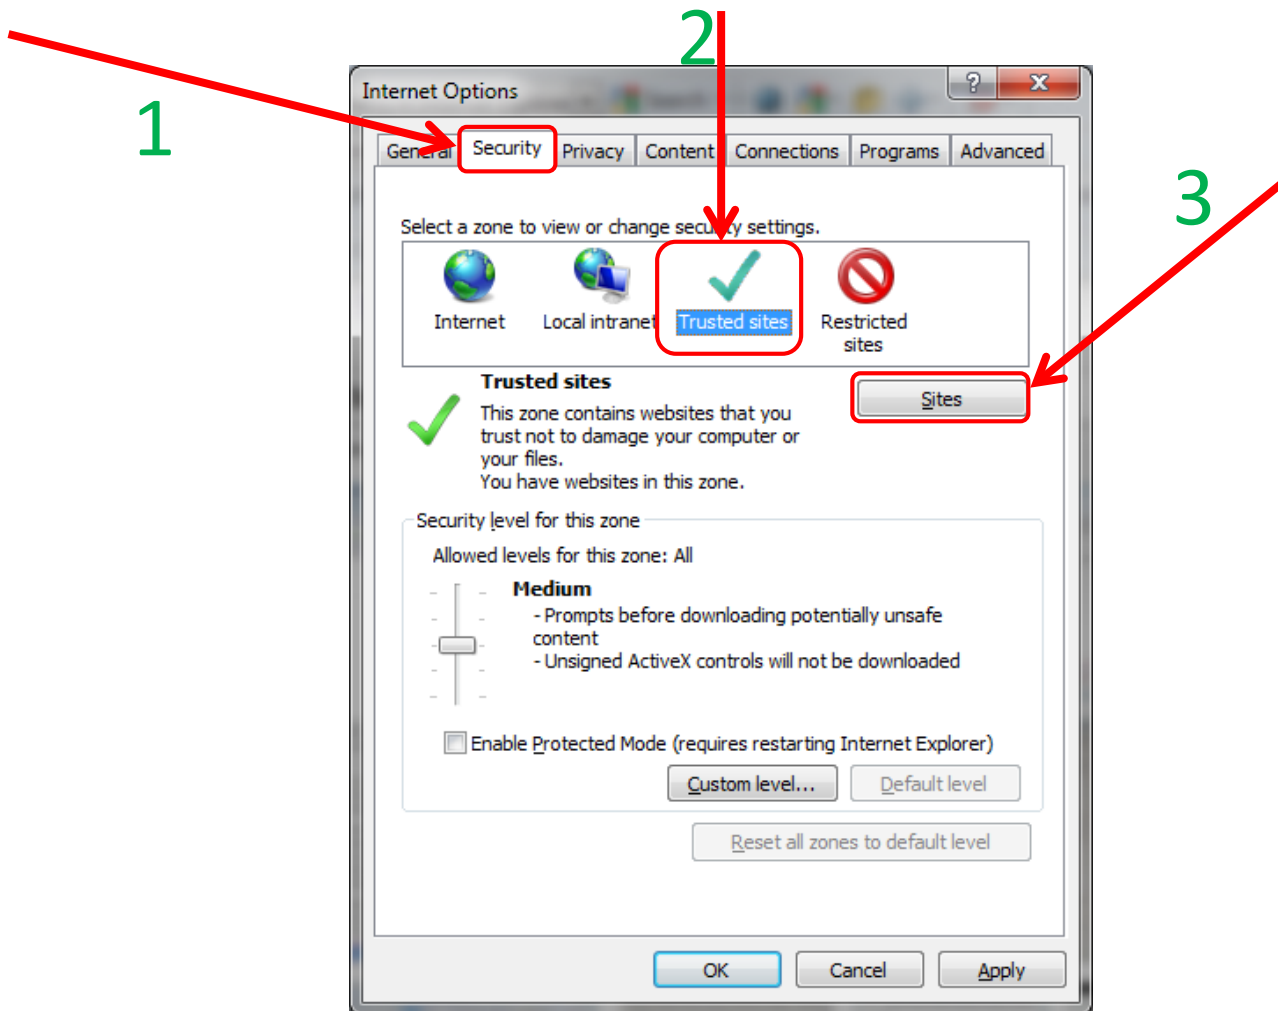 2
Internet Options
1
General Security Privacy Content Connections Programs Advanced
3
Select a zone to view or change security settings.
Internet Local intranet Trusted sites Restricted
sites
Trusted sites
Sites
This zone contains websites that you
trust not to damage your computer or
your files.
You have websites in this zone.
Security level for this zone
Allowed levels for this zone: All
Medium
- Prompts before downloading potentially unsafe
content
- Unsigned ActiveX controls will not be downloaded
Enable Protected Mode (requires restarting Internet Explorer)
Custom level... Default level
Reset all zones to default level
OK Cancel Apply